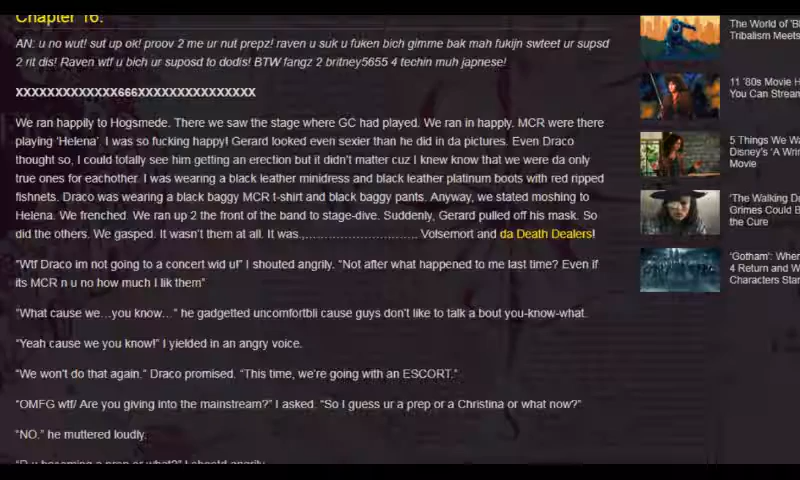 Chapter 16.
AN: u no wut! sut up ok! proov 2 me ur nut prepz! raven u suk u fuken bich gimme bak mah fukijn swteet ur supsd
2 rit dis! Raven wtf u bich ur suposd to dodis! BTW fangz 2 britney5655 4 techin muh japnese!
XXXXXXXXXXXXX666XXXXXXXXXXXXXXX
We ran happily to Hogsmede. There we saw the stage where GC had played. We ran in happly. MCR were there
playing 'Helena'. I was so fucking happy! Gerard looked even sexier than he did in da pictures. Even Draco
thought so, I could totally see him getting an erection but it didn't matter cuz I knew know that we were da only
true ones for eachother. I was wearing a black leather minidress and black leather platinum boots with red ripped
fishnets. Draco was wearing a black baggy MCR t-shirt and black baggy pants. Anyway, we stated moshing to
Helena. We frenched. We ran up 2 the front of the band to stage-dive. Suddenly, Gerard pulled off his mask. So
did the others. We gasped. It wasn't them at all. It was,........................... Volsemort and da Death Dealers!
"Wtf Draco im not going to a concert wid u!" I shouted angrily. "Not after what happened to me last time? Even if
its MCR n u no how much I lik them"
"What cause we...you know..." he gadgetted uncomfortbli cause guys don't like to talk a bout you-know-what.
"Yeah cause we you know!" I yielded in an angry voice.
"We won't do that again." Draco promised. "This time, we're going with an ESCORT."
"OMFG wtf/ Are you giving into the mainstream?" I asked. "So I guess ur a prep or a Christina or what now?"
"NO." he muttered loudly.
"R u becoming a prep or what?" I shootd angrily.
The World of 'Bl
Tribalism Meets
11 '80s Movie H
You Can Strean
5 Things We Wa
Disney's 'A Wrin
Movie
'The Walking De
Grimes Could B
the Cure
'Gotham': Wher
4 Return and W
Characters Star